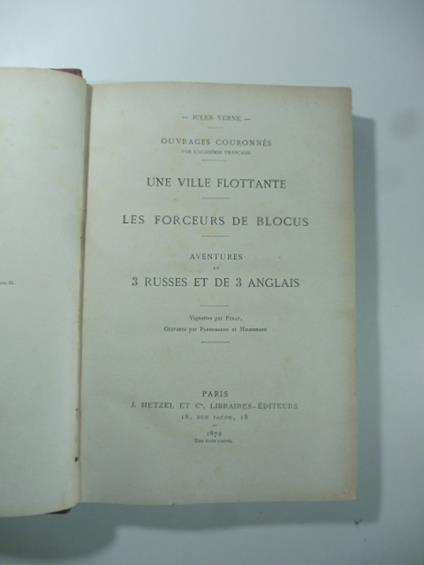 — JULES VERNE —
OUVRAGES COURONNÉS
PAR L'ACADÉMIE FRANÇAISE
UNE VILLE FLOTTANTE
LES FORCEURS DE BLOCUS
AVENTURES
DE
3 RUSSES ET DE 3 ANGLAIS
Vignettes par Férat,
Gravures par Pannemaker et Hildibrand
PARIS
J. HETZEL ET Cie, LIBRAIRES-ÉDITEURS
18, RUE JACOB, 18
1872